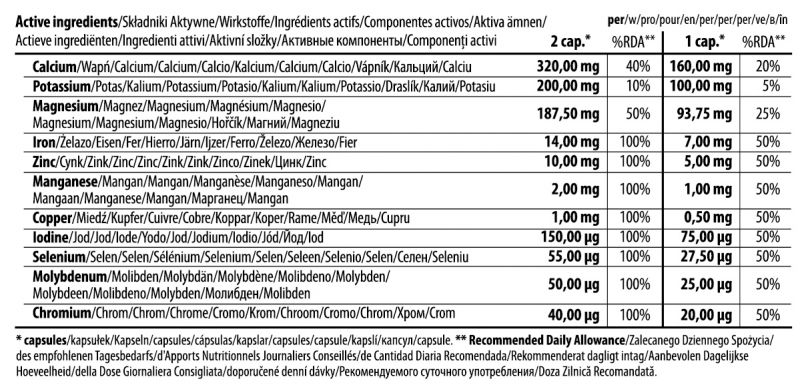 Active ingredients/Składniki Aktywne/Wirkstoffe/Ingrédients actifs/Componentes activos/Aktiva ämnen/ per/w/pro/pour/en/per/per/per/ve/в/in
Actieve ingrediënten/Ingredienti attivi/Aktivní složky/Активные компоненты/Componenți activi 2 cap.* %RDA** 1 cap.* %RDA**
Calcium/Wapń/Calcium/Calcium/Calcio/Kalcium/Calcium/Calcio/Vápník/Кальций/Calciu 320,00 mg 40% 160,00 mg 20%
Potassium/Potas/Kalium/Potassium/Potasio/Kalium/Kalium/Potassio/Draslík/Калий/Potasiu 200,00 mg 10% 100,00 mg 5%
Magnesium/Magnez/Magnesium/Magnésium/Magnesio/
Magnesium/Magnesium/Magnesio/Hořčík/Магний/Magneziu 187,50 mg 50% 93,75 mg 25%
Iron/Żelazo/Eisen/Fer/Hierro/Järn/Ijzer/Ferro/Železo/Железо/Fier 14,00 mg 100% 7,00 mg 50%
Zinc/Cynk/Zink/Zinc/Zinc/Zink/Zink/Zinco/Zinek/Цинк/Zinc 10,00 mg 100% 5,00 mg 50%
Manganese/Mangan/Mangan/Manganèse/Manganeso/Mangan/
Mangaan/Manganese/Mangan/Марганец/Mangan 2,00 mg 100% 1,00 mg 50%
Copper/Miedź/Kupfer/Cuivre/Cobre/Koppar/Koper/Rame/Měď/Медь/Cupru 1,00 mg 100% 0,50 mg 50%
Iodine/Jod/Jod/Iode/Yodo/Jod/Jodium/Iodio/Jód/Йод/Iod 150,00 µg 100% 75,00 µg 50%
Selenium/Selen/Selen/Sélénium/Selenium/Selen/Seleen/Selenio/Selen/Селен/Seleniu 55,00 µg 100% 27,50 µg 50%
Molybdenum/Molibden/Molybdän/Molybdène/Molibdeno/Molybden/
Molybdeen/Molibdeno/Molybden/Молибден/Molibden 50,00 µg 100% 25,00 µg 50%
Chromium/Chrom/Chrom/Chrome/Cromo/Krom/Chroom/Cromo/Chrom/Хром/Crom 40,00 µg 100% 20,00 µg 50%
* capsules/kapsułek/Kapseln/capsules/cápsulas/kapslar/capsules/capsule/kapslí/капсул/capsule. ** Recommended Daily Allowance/Zalecanego Dziennego Spożycia/
des empfohlenen Tagesbedarfs/d'Apports Nutritionnels Journaliers Conseillés/de Cantidad Diaria Recomendada/Rekommenderat dagligt intag/Aanbevolen Dagelijkse
Hoeveelheid/della Dose Giornaliera Consigliata/doporučené denní dávky/Рекомендуемого суточного употребления/Doza Zilnică Recomandată.